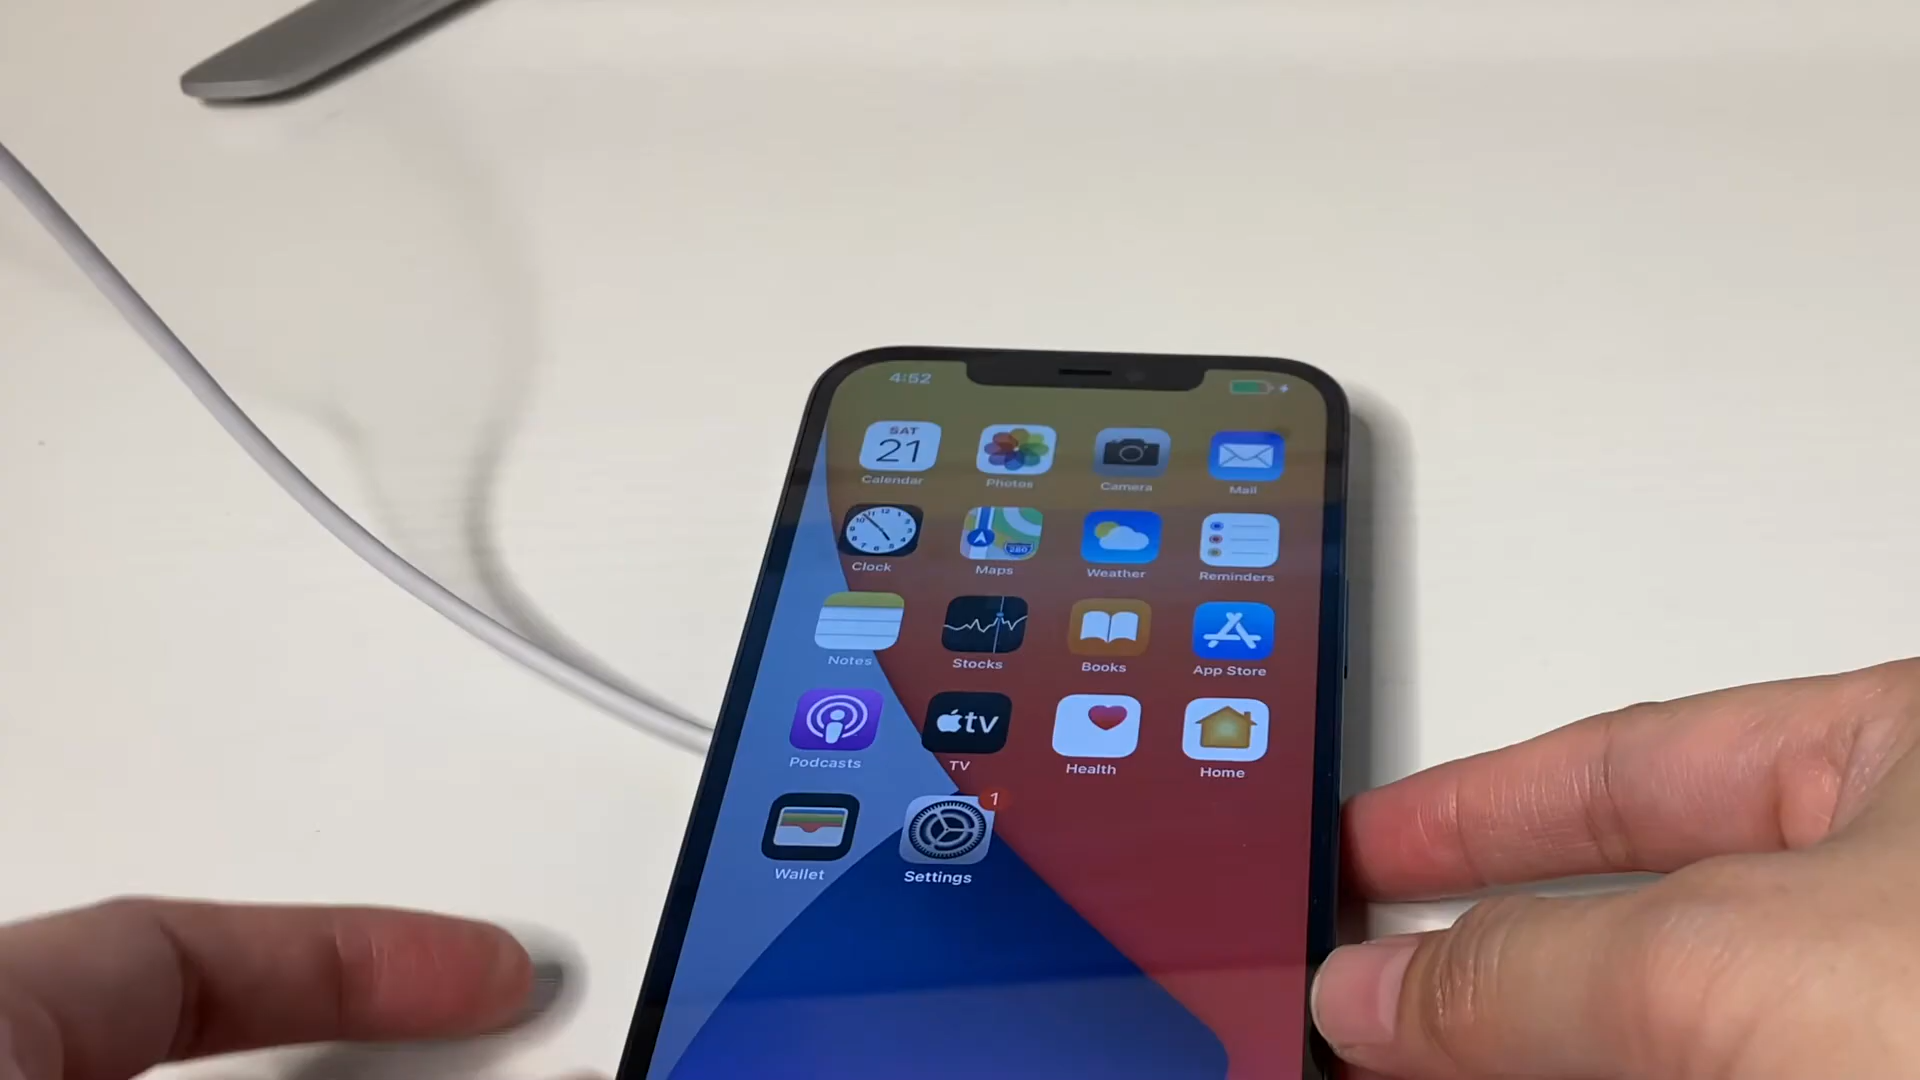 4:52
SAT
21
Calendar
Photos
Camera
Mail
Clock
Maps
280
Weather
Reminders
Notes
Stocks
Books
App Store
tv
Podcasts
TV
Health
Home
1
Wallet
Settings